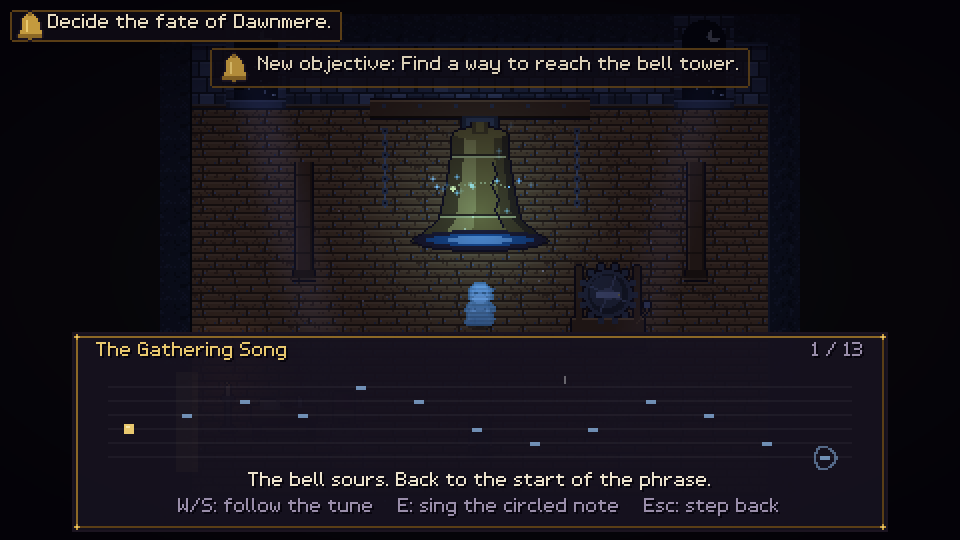 Decide the fate of Dawnmere.
New objective: Find a way to reach the bell tower.
The Gathering Song
1 / 13
The bell sours. Back to the start of the phrase.
W/S: follow the tune E: sing the circled note Esc: step back